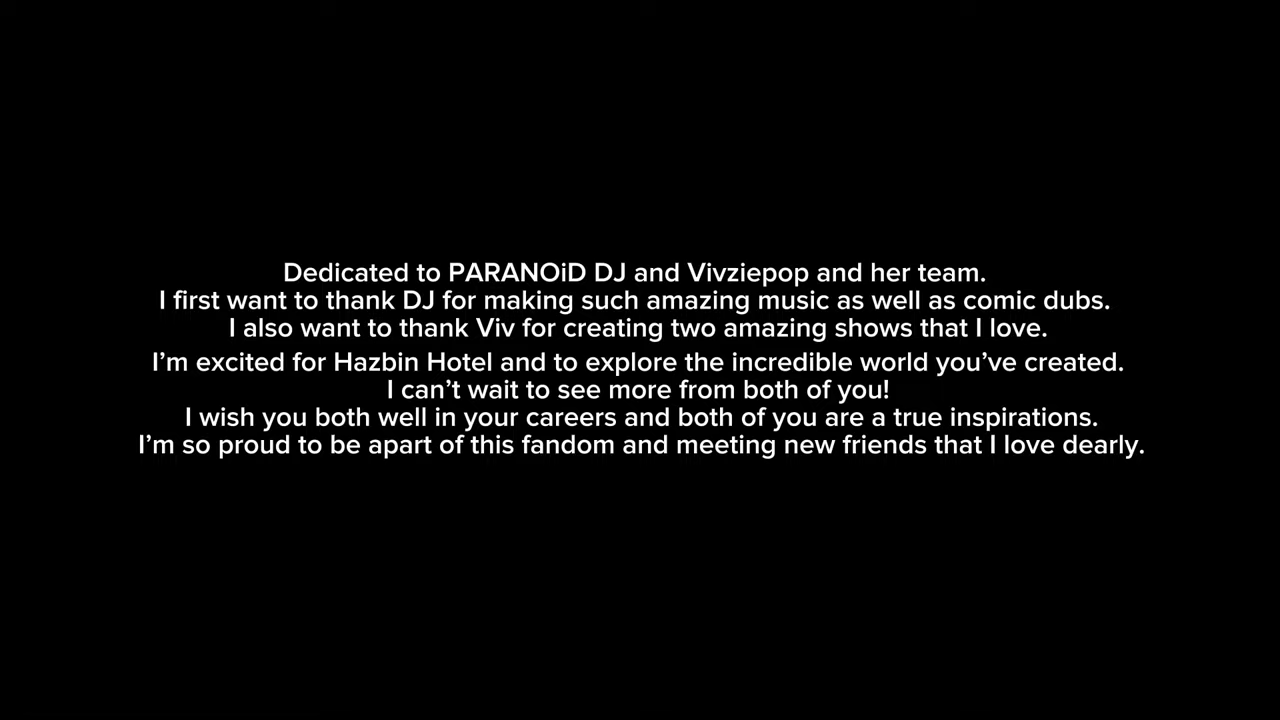 Dedicated to PARANOiD DJ and Vivziepop and her team.
I first want to thank DJ for making such amazing music as well as comic dubs.
I also want to thank Viv for creating two amazing shows that I love.
I’m excited for Hazbin Hotel and to explore the incredible world you’ve created.
I can’t wait to see more from both of you!
I wish you both well in your careers and both of you are a true inspirations.
I’m so proud to be apart of this fandom and meeting new friends that I love dearly.